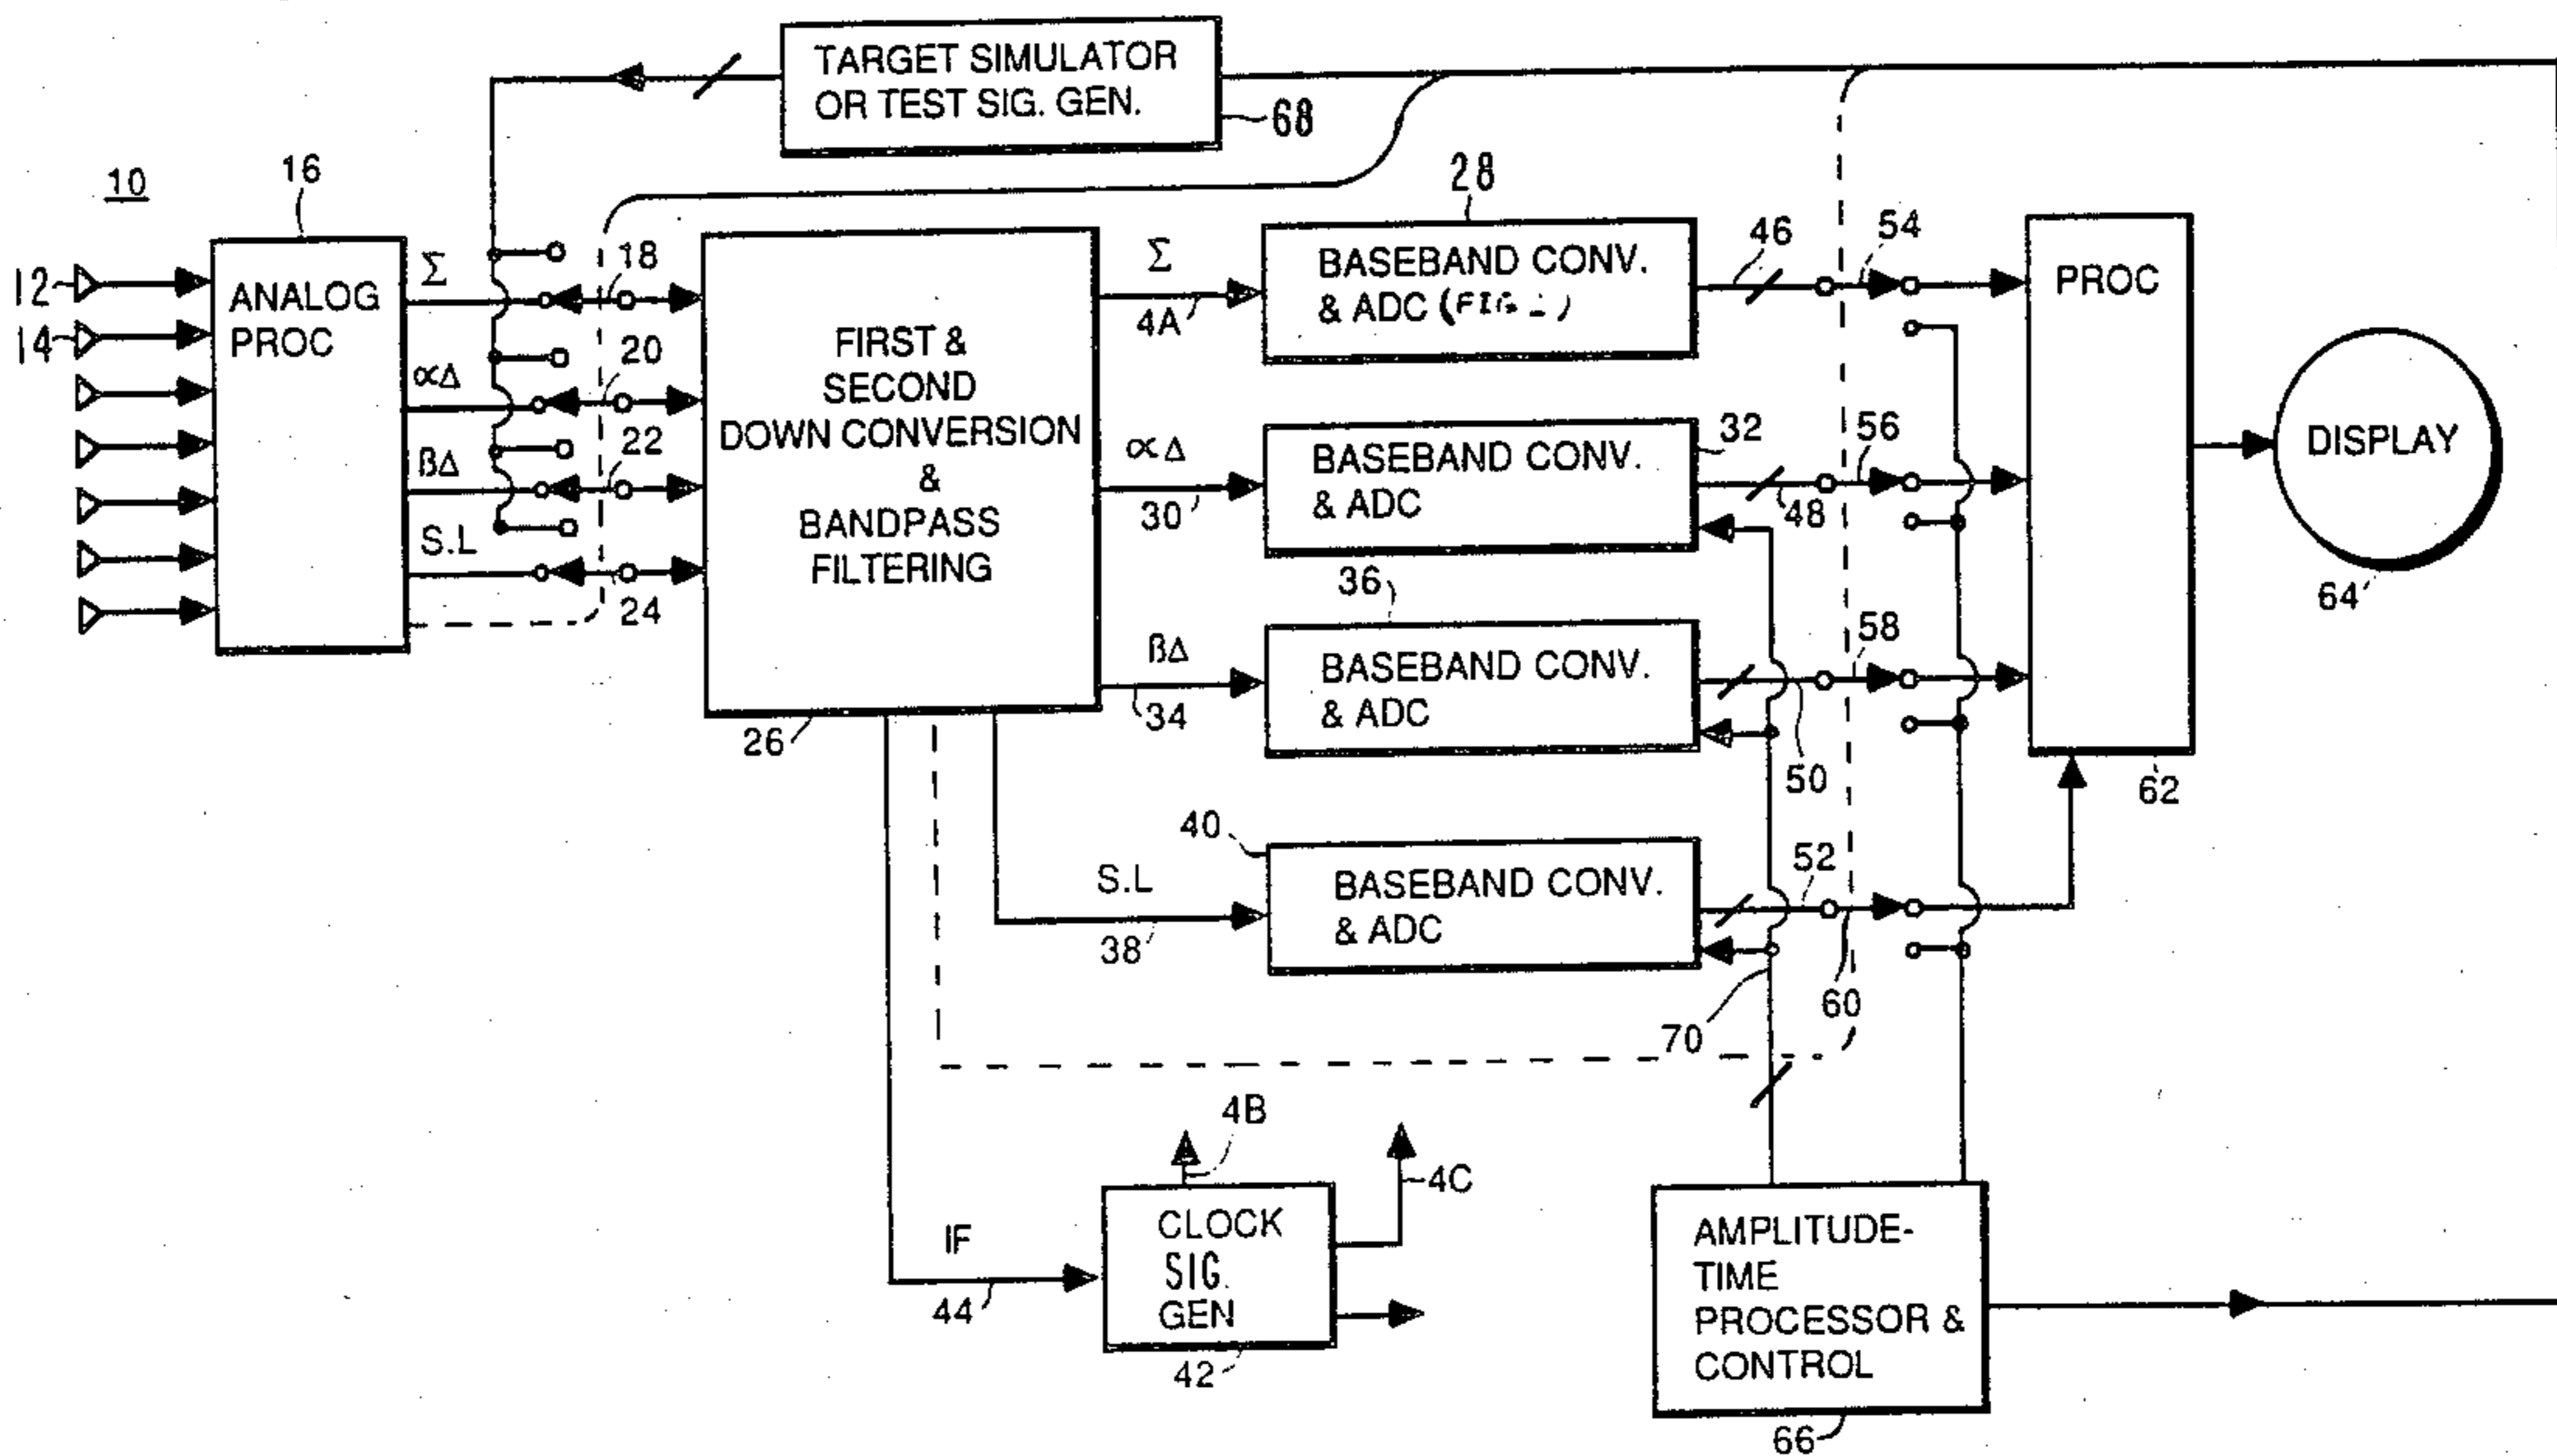 TARGET SIMULATOR
OR TEST SIG. GEN.
68
10
16
12
14
ANALOG
PROC
Σ
∝Δ
βΔ
S.L
18
20
22
24
FIRST &
SECOND
DOWN CONVERSION
&
BANDPASS
FILTERING
26
Σ
4A
∝Δ
30
βΔ
34
S.L
38
28
BASEBAND CONV.
& ADC (FIG.
32
BASEBAND CONV.
& ADC
36
BASEBAND CONV.
& ADC
40
BASEBAND CONV.
& ADC
46
48
50
52
54
56
58
60
70
PROC
62
DISPLAY
64
IF
44
4B
4C
CLOCK
SIG.
GEN
42
AMPLITUDE-
TIME
PROCESSOR &
CONTROL
66